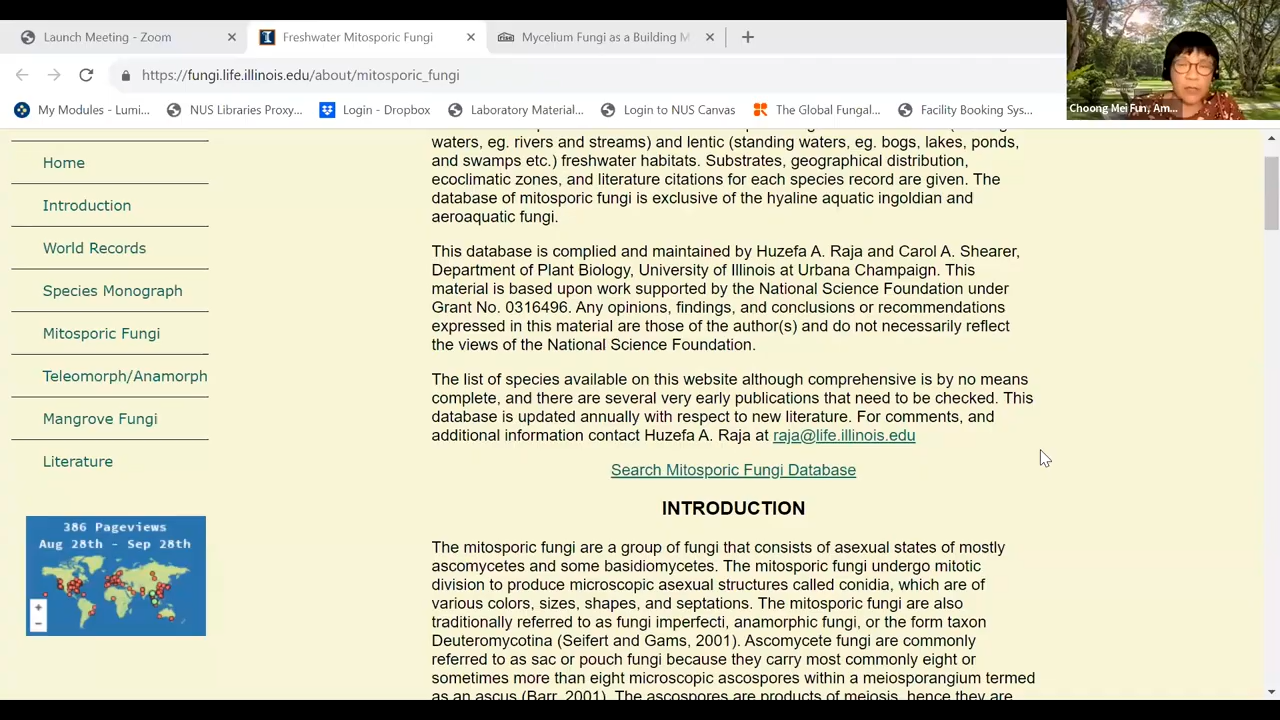 Launch Meeting - Zoom
Freshwater Mitosporic Fungi
Mycelium Fungi as a Building M
https://fungi.life.illinois.edu/about/mitosporic_fungi
My Modules - Lumi...
NUS Libraries Proxy...
Login - Dropbox
Laboratory Material...
Login to NUS Canvas
The Global Fungal...
Facility Booking Sys...
Choong Mei Fun, Am...
Home
Introduction
World Records
Species Monograph
Mitosporic Fungi
Teleomorph/Anamorph
Mangrove Fungi
Literature
386 Pageviews
Aug 28th - Sep 28th
waters, eg. rivers and streams) and lentic (standing waters, eg. bogs, lakes, ponds,
and swamps etc.) freshwater habitats. Substrates, geographical distribution,
ecoclimatic zones, and literature citations for each species record are given. The
database of mitosporic fungi is exclusive of the hyaline aquatic ingoldian and
aeroaquatic fungi.
This database is complied and maintained by Huzefa A. Raja and Carol A. Shearer,
Department of Plant Biology, University of Illinois at Urbana Champaign. This
material is based upon work supported by the National Science Foundation under
Grant No. 0316496. Any opinions, findings, and conclusions or recommendations
expressed in this material are those of the author(s) and do not necessarily reflect
the views of the National Science Foundation.
The list of species available on this website although comprehensive is by no means
complete, and there are several very early publications that need to be checked. This
database is updated annually with respect to new literature. For comments, and
additional information contact Huzefa A. Raja at raja@life.illinois.edu
Search Mitosporic Fungi Database
INTRODUCTION
The mitosporic fungi are a group of fungi that consists of asexual states of mostly
ascomycetes and some basidiomycetes. The mitosporic fungi undergo mitotic
division to produce microscopic asexual structures called conidia, which are of
various colors, sizes, shapes, and septations. The mitosporic fungi are also
traditionally referred to as fungi imperfecti, anamorphic fungi, or the form taxon
Deuteromycotina (Seifert and Gams, 2001). Ascomycete fungi are commonly
referred to as sac or pouch fungi because they carry most commonly eight or
sometimes more than eight microscopic ascospores within a meiosporangium termed
as an ascus (Barr, 2001). The ascospores are products of meiosis, hence they are